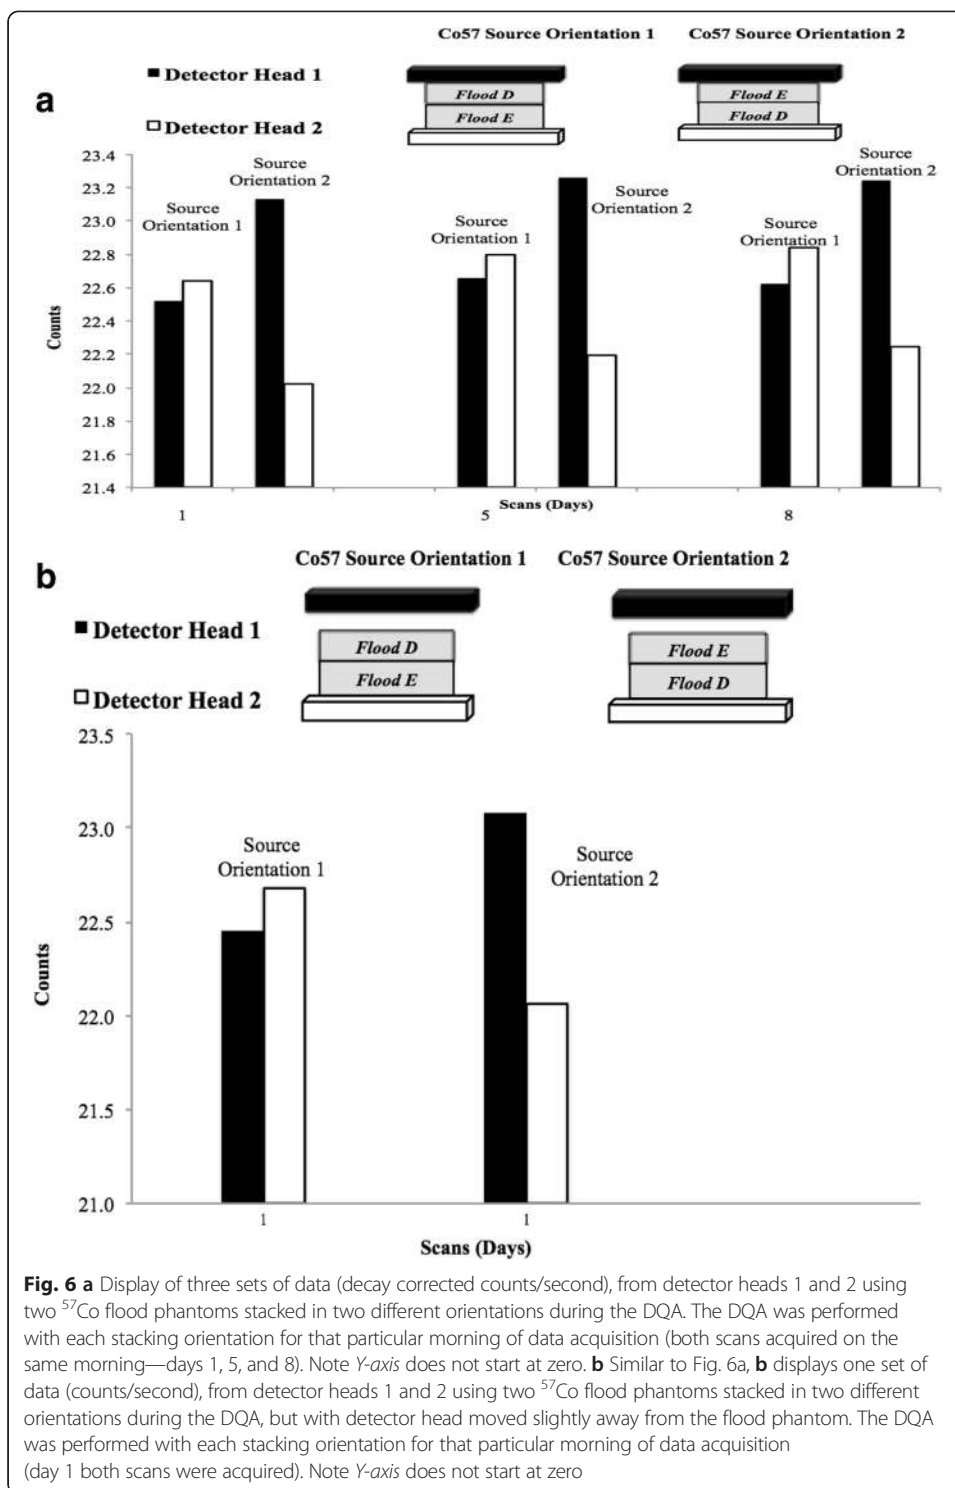 Co57 Source Orientation 1 Co57 Source Orientation 2
a
Detector Head 1
Detector Head 2
Flood D
Flood E
Flood E
Flood D
23.4
23.2
23.0
22.8
22.6
22.4
22.2
22.0
21.8
21.6
21.4
Counts
Source
Orientation 1
Source
Orientation 2
Source
Orientation 1
Source
Orientation 2
Source
Orientation 1
Source
Orientation 2
1 5 8
Scans (Days)
b
Co57 Source Orientation 1 Co57 Source Orientation 2
Detector Head 1
Detector Head 2
Flood D
Flood E
Flood E
Flood D
23.5
23.0
22.5
22.0
21.5
21.0
Counts
Source
Orientation 1
Source
Orientation 2
1 1
Scans (Days)
Fig. 6 a Display of three sets of data (decay corrected counts/second), from detector heads 1 and 2 using
two ⁵⁷Co flood phantoms stacked in two different orientations during the DQA. The DQA was performed
with each stacking orientation for that particular morning of data acquisition (both scans acquired on the
same morning—days 1, 5, and 8). Note Y-axis does not start at zero. b Similar to Fig. 6a, b displays one set of
data (counts/second), from detector heads 1 and 2 using two ⁵⁷Co flood phantoms stacked in two different
orientations during the DQA, but with detector head moved slightly away from the flood phantom. The DQA
was performed with each stacking orientation for that particular morning of data acquisition
(day 1 both scans were acquired). Note Y-axis does not start at zero